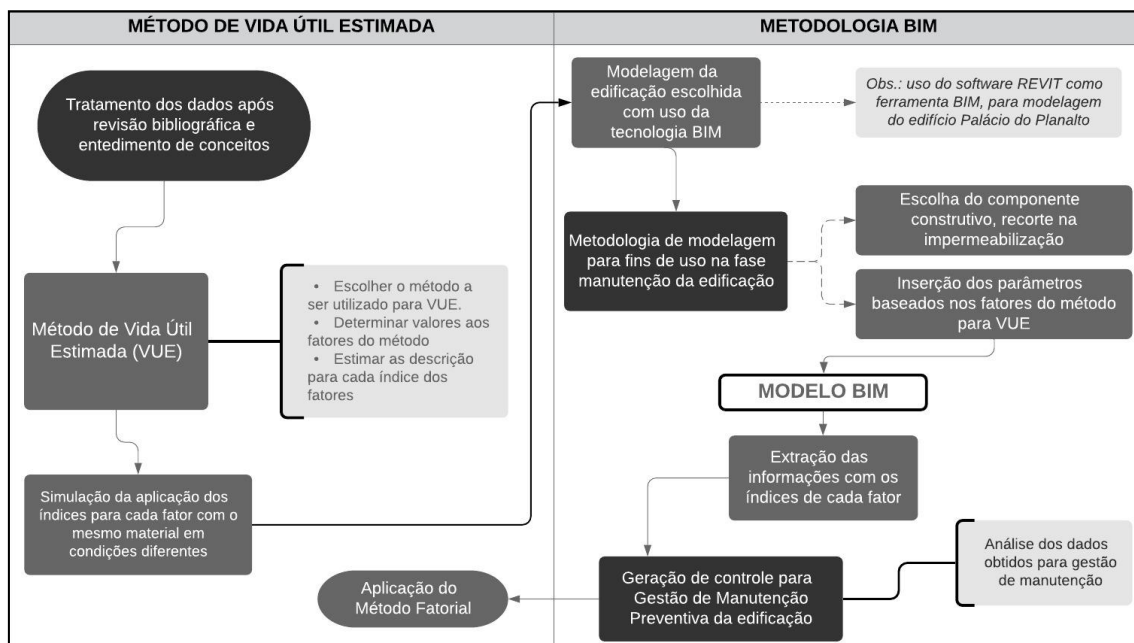 MÉTODO DE VIDA ÚTIL ESTIMADA
Tratamento dos dados após
revisão bibliográfica e
entedimento de conceitos
Método de Vida Útil
Estimada (VUE)
• Escolher o método a
ser utilizado para VUE.
• Determinar valores aos
fatores do método
• Estimar as descrição
para cada índice dos
fatores
Simulação da aplicação dos
índices para cada fator com o
mesmo material em
condições diferentes
METODOLOGIA BIM
Modelagem da
edificação escolhida
com uso da
tecnologia BIM
Obs.: uso do software REVIT como
ferramenta BIM, para modelagem
do edifício Palácio do Planalto
Metodologia de modelagem
para fins de uso na fase
manutenção da edificação
Escolha do componente
construtivo, recorte na
impermeabilização
Inserção dos parâmetros
baseados nos fatores do método
para VUE
MODELO BIM
Extração das
informações com os
índices de cada fator
Geração de controle para
Gestão de Manutenção
Preventiva da edificação
Análise dos dados
obtidos para gestão
de manutenção
Aplicação do
Método Fatorial